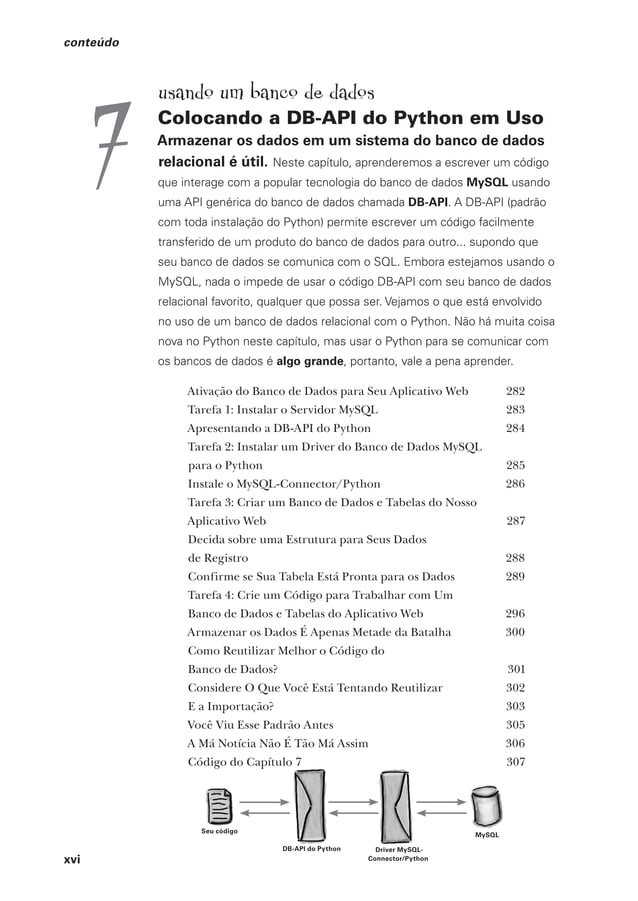 conteúdo
7
usando um banco de dados
Colocando a DB-API do Python em Uso
Armazenar os dados em um sistema do banco de dados
relacional é útil. Neste capítulo, aprenderemos a escrever um código
que interage com a popular tecnologia do banco de dados MySQL usando
uma API genérica do banco de dados chamada DB-API. A DB-API (padrão
com toda instalação do Python) permite escrever um código facilmente
transferido de um produto do banco de dados para outro... supondo que
seu banco de dados se comunica com o SQL. Embora estejamos usando o
MySQL, nada o impede de usar o código DB-API com seu banco de dados
relacional favorito, qualquer que possa ser. Vejamos o que está envolvido
no uso de um banco de dados relacional com o Python. Não há muita coisa
nova no Python neste capítulo, mas usar o Python para se comunicar com
os bancos de dados é algo grande, portanto, vale a pena aprender.
Ativação do Banco de Dados para Seu Aplicativo Web 282
Tarefa 1: Instalar o Servidor MySQL 283
Apresentando a DB-API do Python 284
Tarefa 2: Instalar um Driver do Banco de Dados MySQL
para o Python 285
Instale o MySQL-Connector/Python 286
Tarefa 3: Criar um Banco de Dados e Tabelas do Nosso
Aplicativo Web 287
Decida sobre uma Estrutura para Seus Dados
de Registro 288
Confirme se Sua Tabela Está Pronta para os Dados 289
Tarefa 4: Crie um Código para Trabalhar com Um
Banco de Dados e Tabelas do Aplicativo Web 296
Armazenar os Dados É Apenas Metade da Batalha 300
Como Reutilizar Melhor o Código do
Banco de Dados? 301
Considere O Que Você Está Tentando Reutilizar 302
E a Importação? 303
Você Viu Esse Padrão Antes 305
A Má Notícia Não É Tão Má Assim 306
Código do Capítulo 7 307
Seu código
DB-API do Python
Driver MySQL-
Connector/Python
MySQL
xvi